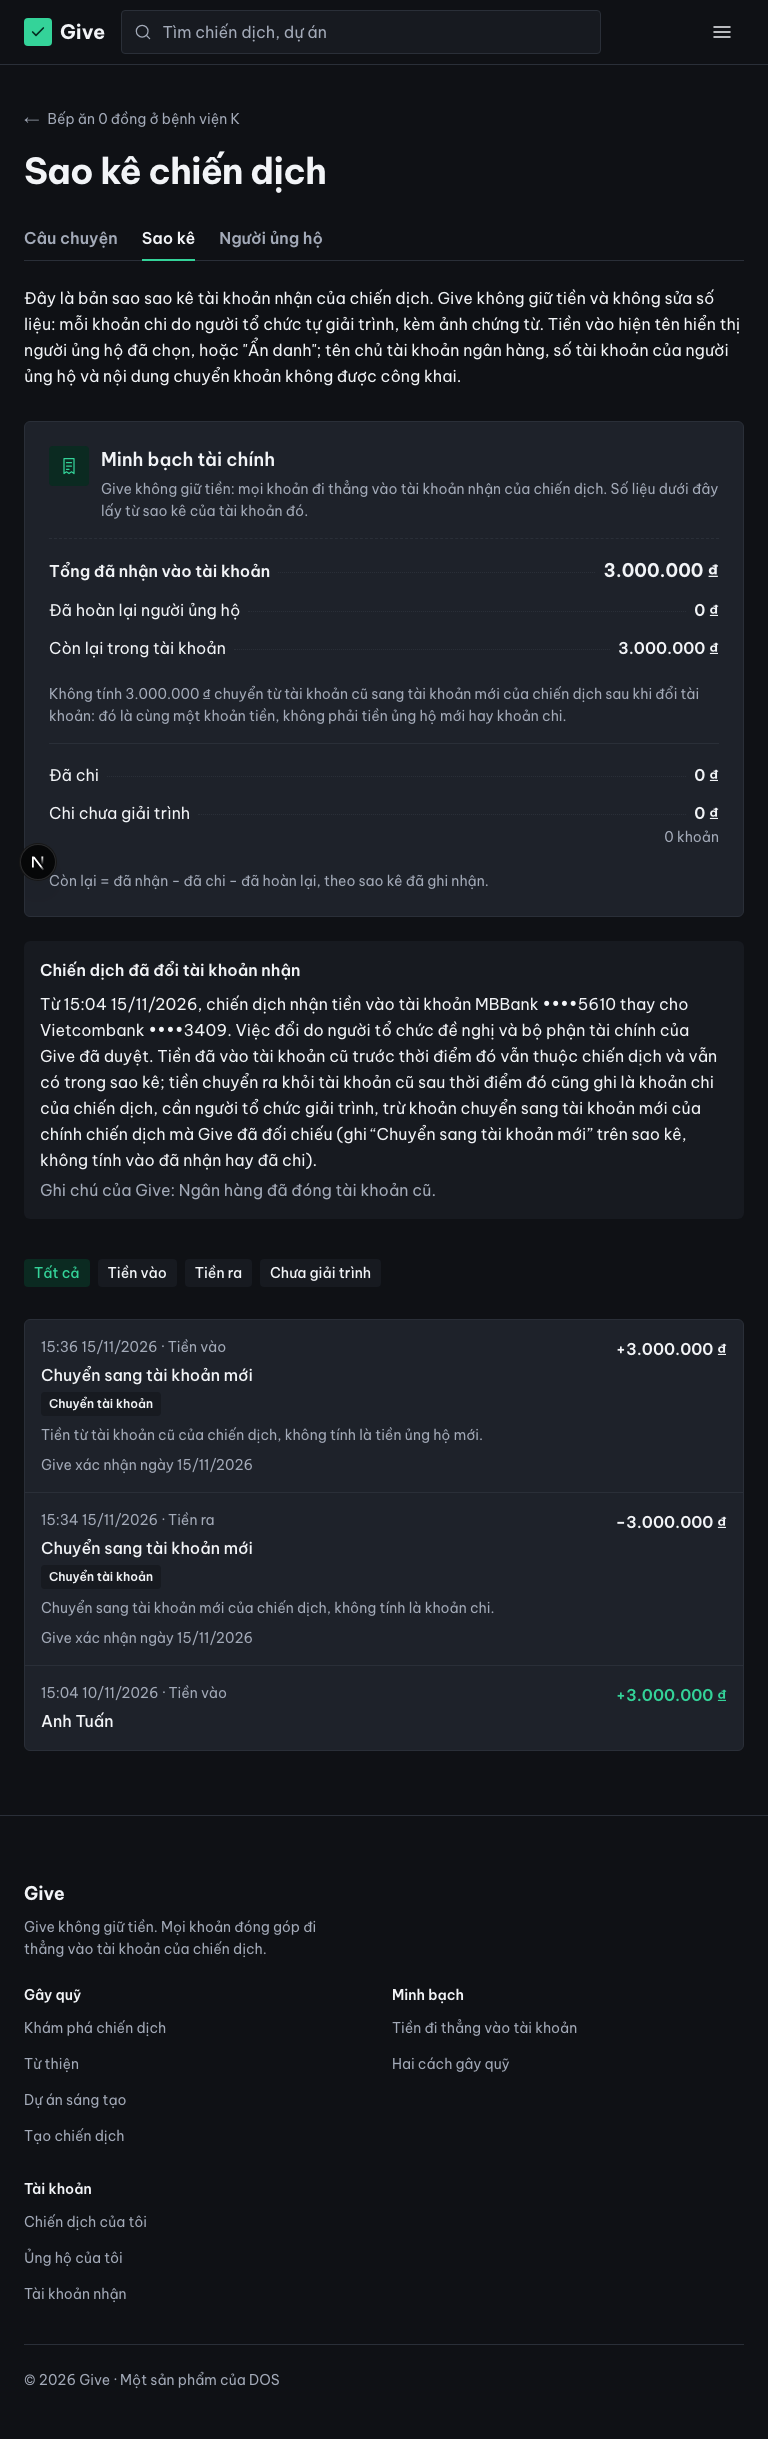 Give
Tìm chiến dịch, dự án
← Bếp ăn 0 đồng ở bệnh viện K
Sao kê chiến dịch
Câu chuyện Sao kê Người ủng hộ
Đây là bản sao sao kê tài khoản nhận của chiến dịch. Give không giữ tiền và không sửa số
liệu: mỗi khoản chi do người tổ chức tự giải trình, kèm ảnh chứng từ. Tiền vào hiện tên hiển thị
người ủng hộ đã chọn, hoặc "Ẩn danh"; tên chủ tài khoản ngân hàng, số tài khoản của người
ủng hộ và nội dung chuyển khoản không được công khai.
Minh bạch tài chính
Give không giữ tiền: mọi khoản đi thẳng vào tài khoản nhận của chiến dịch. Số liệu dưới đây
lấy từ sao kê của tài khoản đó.
Tổng đã nhận vào tài khoản 3.000.000 ₫
Đã hoàn lại người ủng hộ 0 ₫
Còn lại trong tài khoản 3.000.000 ₫
Không tính 3.000.000 ₫ chuyển từ tài khoản cũ sang tài khoản mới của chiến dịch sau khi đổi tài
khoản: đó là cùng một khoản tiền, không phải tiền ủng hộ mới hay khoản chi.
Đã chi 0 ₫
Chi chưa giải trình 0 ₫
0 khoản
N
Còn lại = đã nhận − đã chi − đã hoàn lại, theo sao kê đã ghi nhận.
Chiến dịch đã đổi tài khoản nhận
Từ 15:04 15/11/2026, chiến dịch nhận tiền vào tài khoản MBBank ••••5610 thay cho
Vietcombank ••••3409. Việc đổi do người tổ chức đề nghị và bộ phận tài chính của
Give đã duyệt. Tiền đã vào tài khoản cũ trước thời điểm đó vẫn thuộc chiến dịch và vẫn
có trong sao kê; tiền chuyển ra khỏi tài khoản cũ sau thời điểm đó cũng ghi là khoản chi
của chiến dịch, cần người tổ chức giải trình, trừ khoản chuyển sang tài khoản mới của
chính chiến dịch mà Give đã đối chiếu (ghi “Chuyển sang tài khoản mới” trên sao kê,
không tính vào đã nhận hay đã chi).
Ghi chú của Give: Ngân hàng đã đóng tài khoản cũ.
Tất cả Tiền vào Tiền ra Chưa giải trình
15:36 15/11/2026 · Tiền vào +3.000.000 ₫
Chuyển sang tài khoản mới
Chuyển tài khoản
Tiền từ tài khoản cũ của chiến dịch, không tính là tiền ủng hộ mới.
Give xác nhận ngày 15/11/2026
15:34 15/11/2026 · Tiền ra −3.000.000 ₫
Chuyển sang tài khoản mới
Chuyển tài khoản
Chuyển sang tài khoản mới của chiến dịch, không tính là khoản chi.
Give xác nhận ngày 15/11/2026
15:04 10/11/2026 · Tiền vào +3.000.000 ₫
Anh Tuấn
Give
Give không giữ tiền. Mọi khoản đóng góp đi
thẳng vào tài khoản của chiến dịch.
Gây quỹ
Khám phá chiến dịch
Từ thiện
Dự án sáng tạo
Tạo chiến dịch
Minh bạch
Tiền đi thẳng vào tài khoản
Hai cách gây quỹ
Tài khoản
Chiến dịch của tôi
Ủng hộ của tôi
Tài khoản nhận
© 2026 Give · Một sản phẩm của DOS